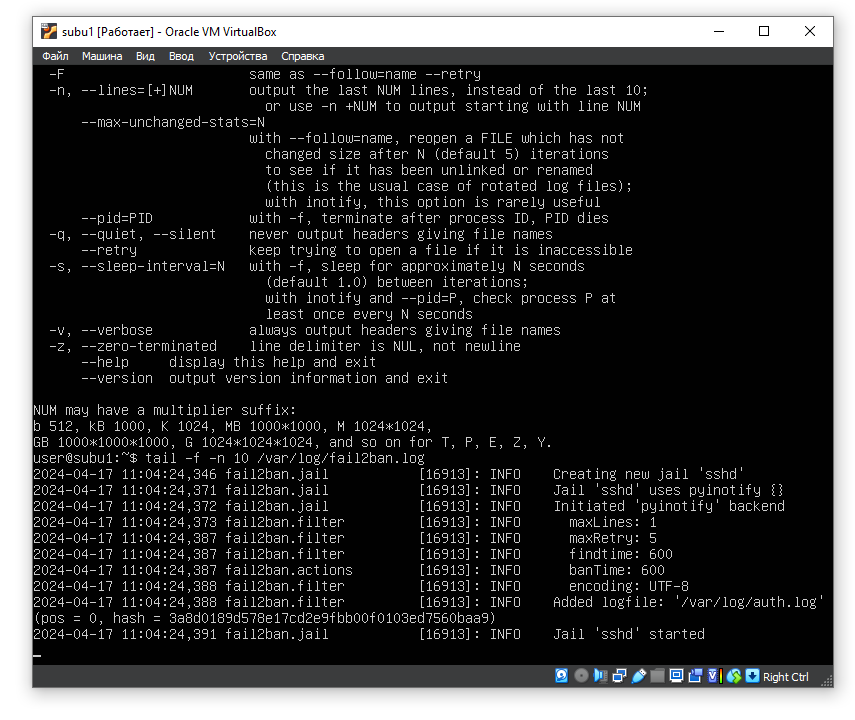 subu1 [Работает] - Oracle VM VirtualBox
Файл Машина Вид Ввод Устройства Справка
  -F                       same as --follow=name --retry
  -n, --lines=[+]NUM       output the last NUM lines, instead of the last 10;
                             or use -n +NUM to output starting with line NUM
      --max-unchanged-stats=N
                           with --follow=name, reopen a FILE which has not
                             changed size after N (default 5) iterations
                             to see if it has been unlinked or renamed
                             (this is the usual case of rotated log files);
                             with inotify, this option is rarely useful
      --pid=PID            with -f, terminate after process ID, PID dies
  -q, --quiet, --silent    never output headers giving file names
      --retry              keep trying to open a file if it is inaccessible
  -s, --sleep-interval=N   with -f, sleep for approximately N seconds
                             (default 1.0) between iterations;
                             with inotify and --pid=P, check process P at
                             least once every N seconds
  -v, --verbose            always output headers giving file names
  -z, --zero-terminated    line delimiter is NUL, not newline
      --help     display this help and exit
      --version  output version information and exit

NUM may have a multiplier suffix:
b 512, kB 1000, K 1024, MB 1000*1000, M 1024*1024,
GB 1000*1000*1000, G 1024*1024*1024, and so on for T, P, E, Z, Y.
user@subu1:~$ tail -f -n 10 /var/log/fail2ban.log
2024-04-17 11:04:24,346 fail2ban.jail           [16913]: INFO    Creating new jail 'sshd'
2024-04-17 11:04:24,371 fail2ban.jail           [16913]: INFO    Jail 'sshd' uses pyinotify {}
2024-04-17 11:04:24,372 fail2ban.jail           [16913]: INFO    Initiated 'pyinotify' backend
2024-04-17 11:04:24,373 fail2ban.filter         [16913]: INFO      maxLines: 1
2024-04-17 11:04:24,387 fail2ban.filter         [16913]: INFO      maxRetry: 5
2024-04-17 11:04:24,387 fail2ban.filter         [16913]: INFO      findtime: 600
2024-04-17 11:04:24,387 fail2ban.actions        [16913]: INFO      banTime: 600
2024-04-17 11:04:24,388 fail2ban.filter         [16913]: INFO      encoding: UTF-8
2024-04-17 11:04:24,388 fail2ban.filter         [16913]: INFO    Added logfile: '/var/log/auth.log'
(pos = 0, hash = 3a8d0189d578e17cd2e9fbb00f0103ed7560baa9)
2024-04-17 11:04:24,391 fail2ban.jail           [16913]: INFO    Jail 'sshd' started
Right Ctrl